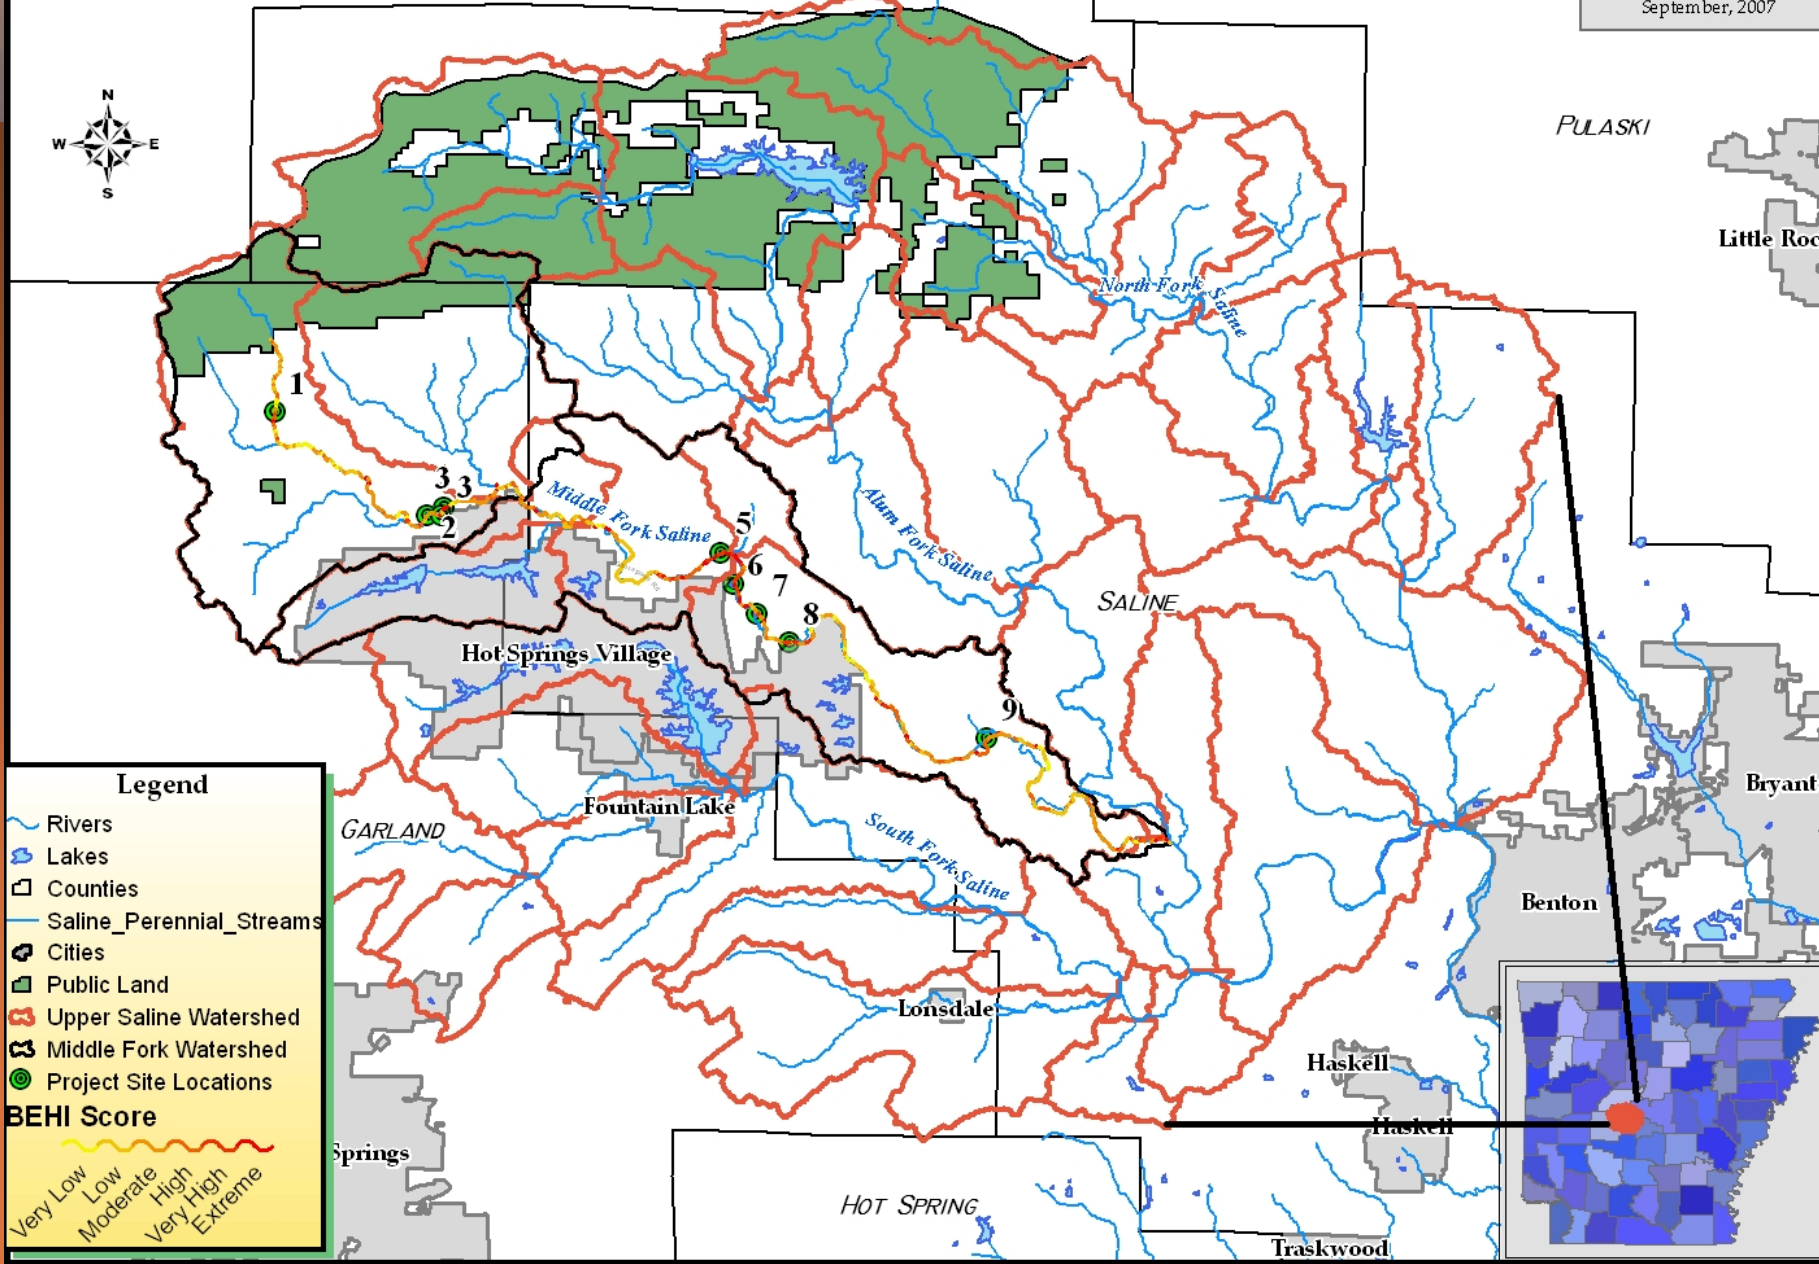 September, 2007
N
W
E
S
PULASKI
Little Roc
North Fork Saline
1
3
3
2
Middle Fork Saline
5
6
7
8
9
Alum Fork Saline
SALINE
Hot Springs Village
Fountain Lake
GARLAND
South Fork Saline
Bryant
Benton
Lonsdale
Haskell
Haskell
Springs
HOT SPRING
Traskwood
Legend
Rivers
Lakes
Counties
Saline_Perennial_Streams
Cities
Public Land
Upper Saline Watershed
Middle Fork Watershed
Project Site Locations
BEHI Score
Very Low
Low
Moderate
High
Very High
Extreme